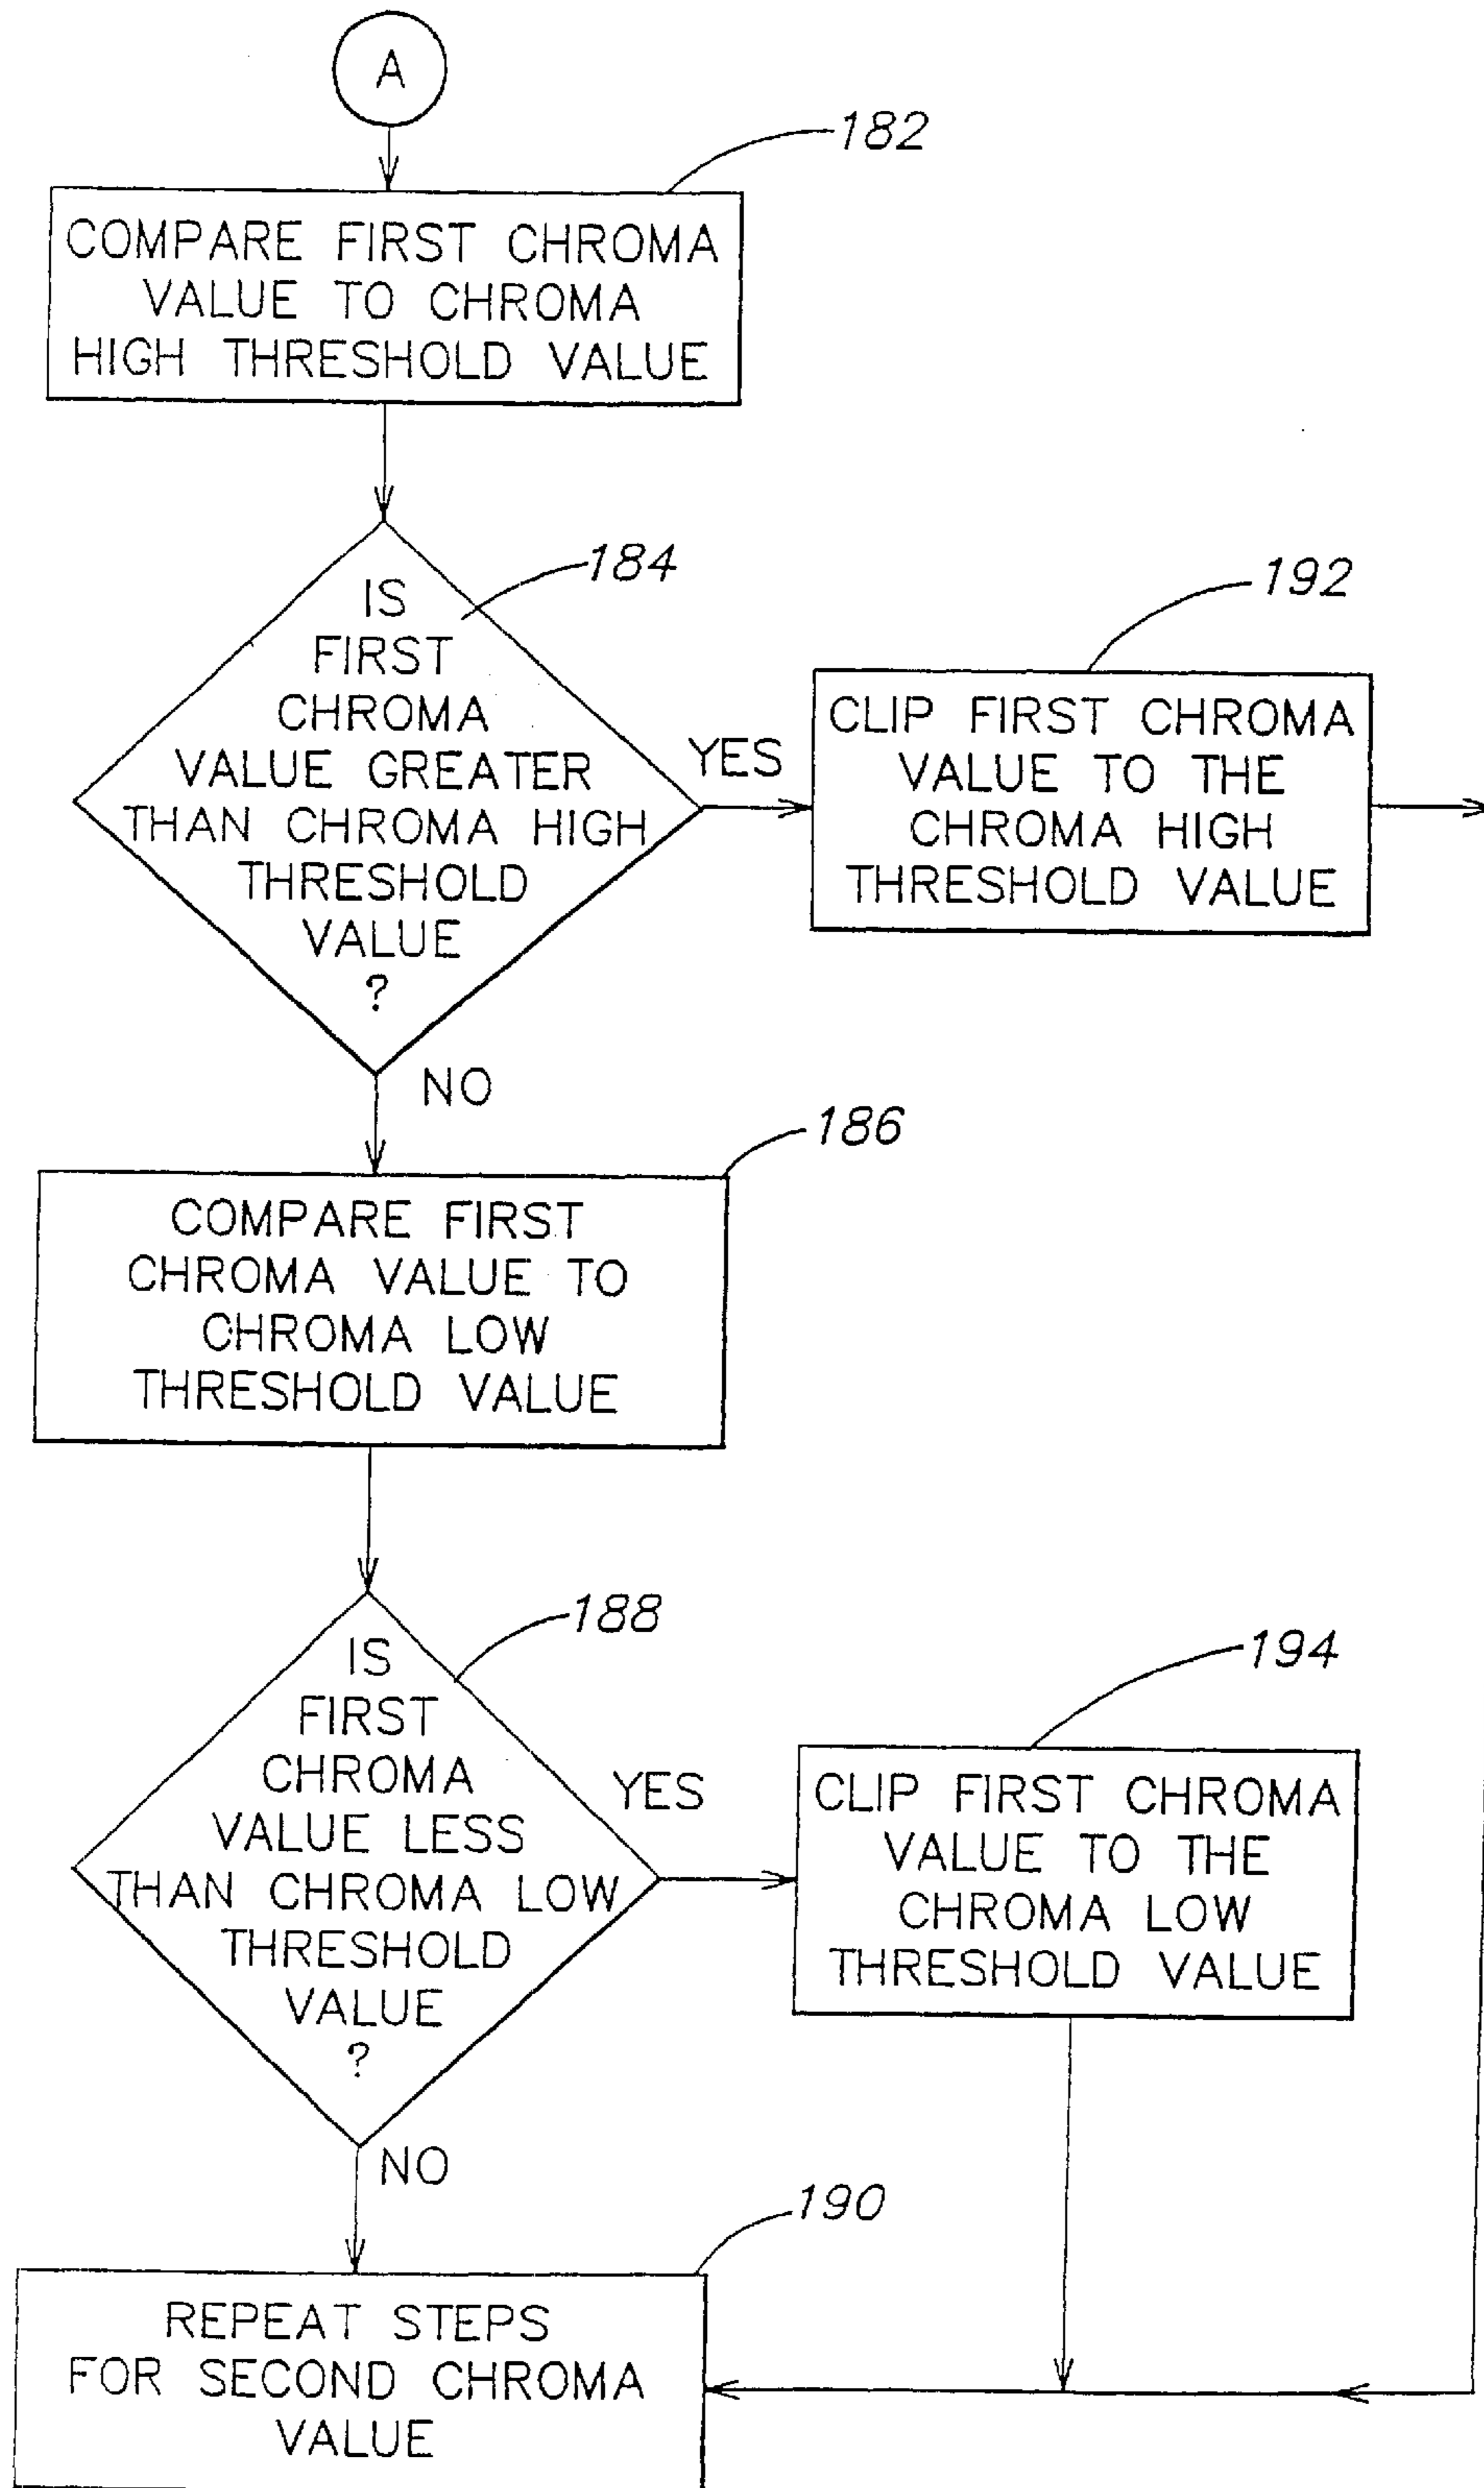 A
182
COMPARE FIRST CHROMA
VALUE TO CHROMA
HIGH THRESHOLD VALUE
184
IS
FIRST
CHROMA
VALUE GREATER
THAN CHROMA HIGH
THRESHOLD
VALUE
?
YES
192
CLIP FIRST CHROMA
VALUE TO THE
CHROMA HIGH
THRESHOLD VALUE
NO
186
COMPARE FIRST
CHROMA VALUE TO
CHROMA LOW
THRESHOLD VALUE
188
IS
FIRST
CHROMA
VALUE LESS
THAN CHROMA LOW
THRESHOLD
VALUE
?
YES
194
CLIP FIRST CHROMA
VALUE TO THE
CHROMA LOW
THRESHOLD VALUE
NO
190
REPEAT STEPS
FOR SECOND CHROMA
VALUE